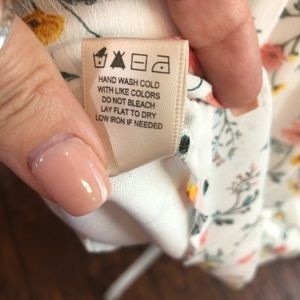 HAND WASH COLD
WITH LIKE COLORS
DO NOT BLEACH
LAY FLAT TO DRY
LOW IRON IF NEEDED